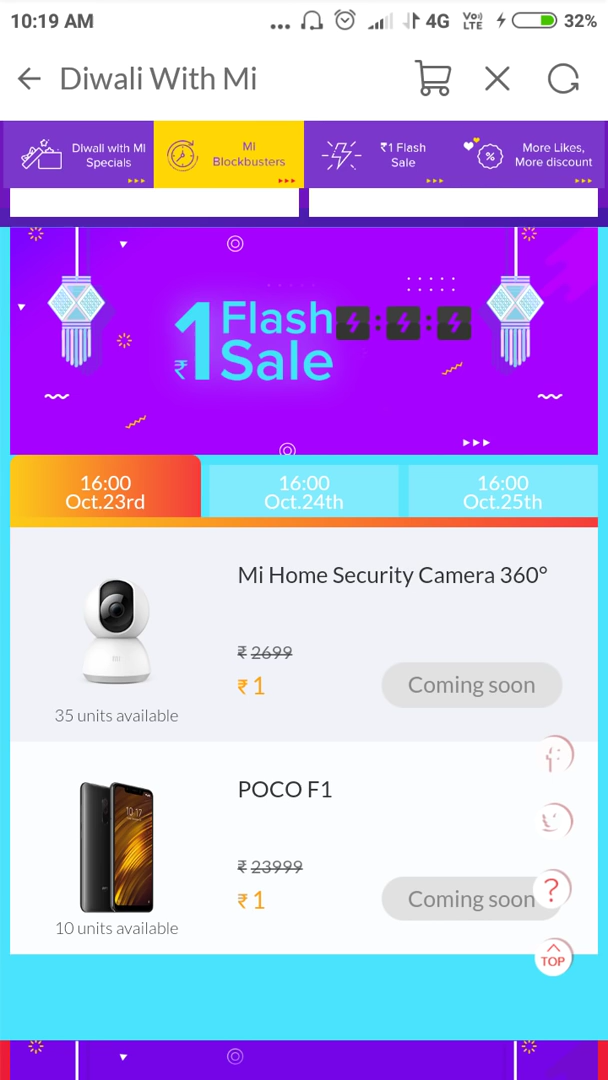 10:19 AM
... 4G Vo)) LTE 32%
Diwali With Mi
DIwali with MI
Specials
MI
Blockbusters
₹1 Flash
Sale
More Likes,
More discount
₹1 Flash
Sale
16:00
Oct.23rd
16:00
Oct.24th
16:00
Oct.25th
Mi Home Security Camera 360°
₹ 2699
₹ 1
Coming soon
35 units available
POCO F1
₹ 23999
₹ 1
Coming soon
10 units available
?
TOP